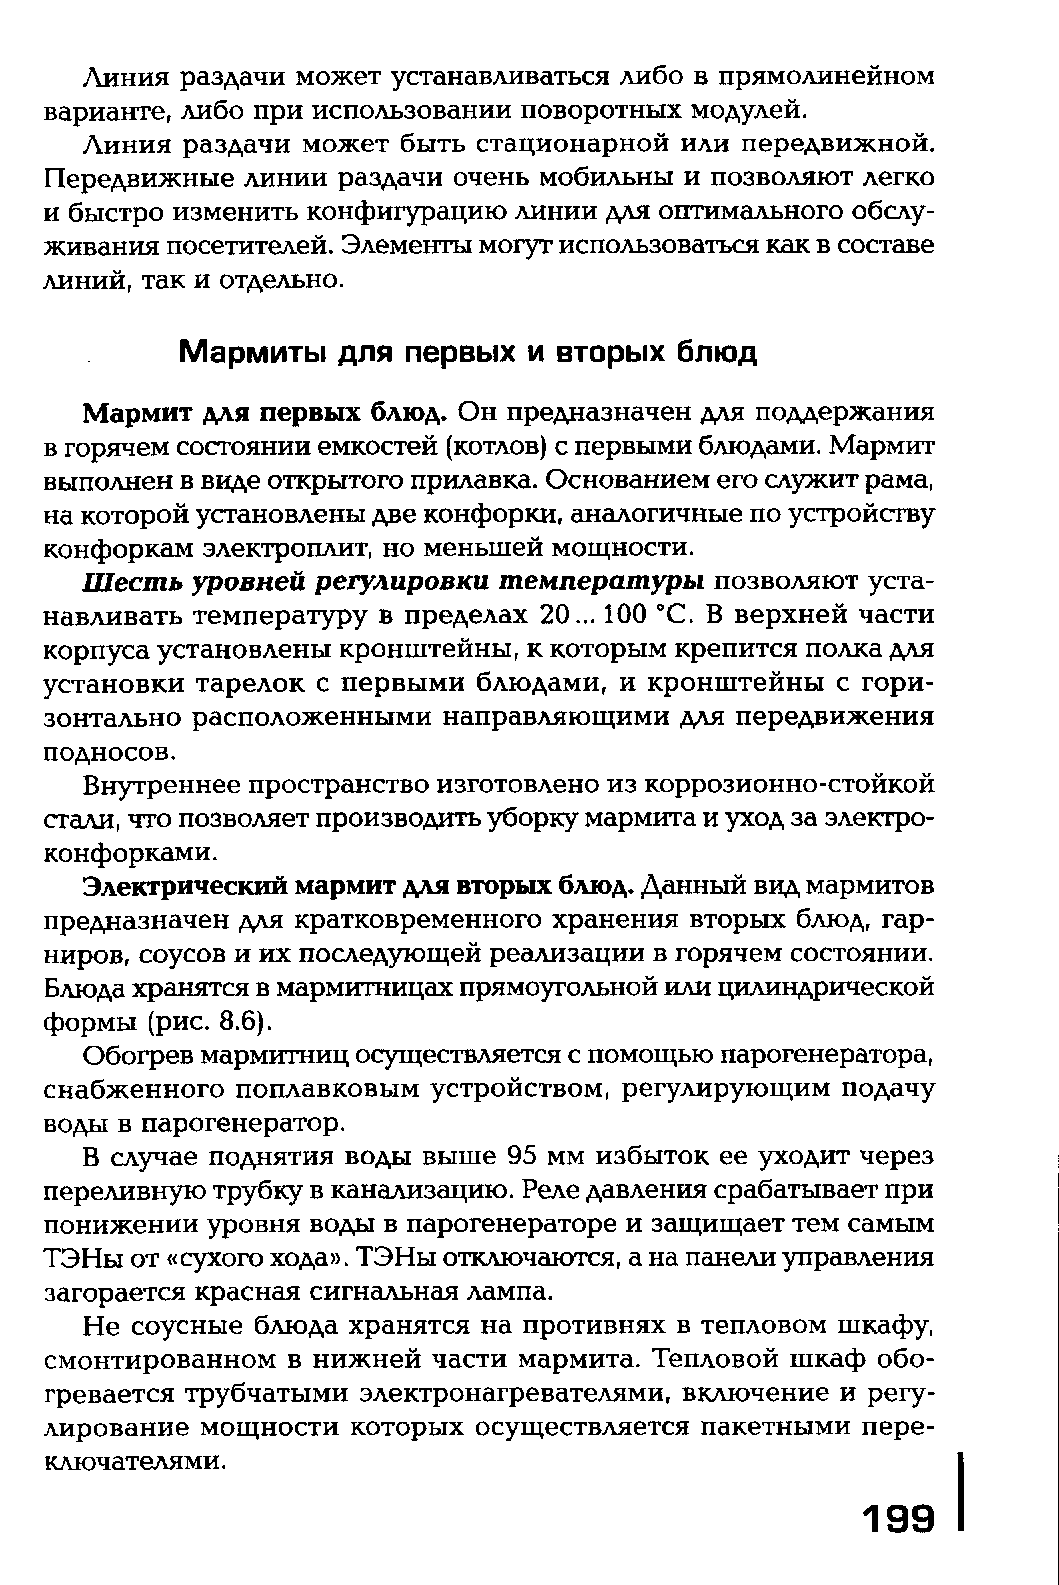 Линия раздачи может устанавливаться либо в прямолинейном
варианте, либо при использовании поворотных модулей.
Линия раздачи может быть стационарной или передвижной.
Передвижные линии раздачи очень мобильны и позволяют легко
и быстро изменить конфигурацию линии для оптимального обслу-
живания посетителей. Элементы могут использоваться как в составе
линий, так и отдельно.
Мармиты для первых и вторых блюд
Мармит для первых блюд. Он предназначен для поддержания
в горячем состоянии емкостей (котлов) с первыми блюдами. Мармит
выполнен в виде открытого прилавка. Основанием его служит рама,
на которой установлены две конфорки, аналогичные по устройству
конфоркам электроплит, но меньшей мощности.
Шесть уровней регулировки температуры позволяют уста-
навливать температуру в пределах 20 ... 100 °С. В верхней части
корпуса установлены кронштейны, к которым крепится полка для
установки тарелок с первыми блюдами, и кронштейны с гори-
зонтально расположенными направляющими для передвижения
подносов.
Внутреннее пространство изготовлено из коррозионно-стойкой
стали, что позволяет производить уборку мармита и уход за электро-
конфорками.
Электрический мармит для вторых блюд. Данный вид мармитов
предназначен для кратковременного хранения вторых блюд, гар-
ниров, соусов и их последующей реализации в горячем состоянии.
Блюда хранятся в мармитницах прямоугольной или цилиндрической
формы (рис. 8.6).
Обогрев мармитниц осуществляется с помощью парогенератора,
снабженного поплавковым устройством, регулирующим подачу
воды в парогенератор.
В случае поднятия воды выше 95 мм избыток ее уходит через
переливную трубку в канализацию. Реле давления срабатывает при
понижении уровня воды в парогенераторе и защищает тем самым
ТЭНы от «сухого хода». ТЭНы отключаются, а на панели управления
загорается красная сигнальная лампа.
Не соусные блюда хранятся на противнях в тепловом шкафу,
смонтированном в нижней части мармита. Тепловой шкаф обо-
гревается трубчатыми электронагревателями, включение и регу-
лирование мощности которых осуществляется пакетными пере-
ключателями.
199